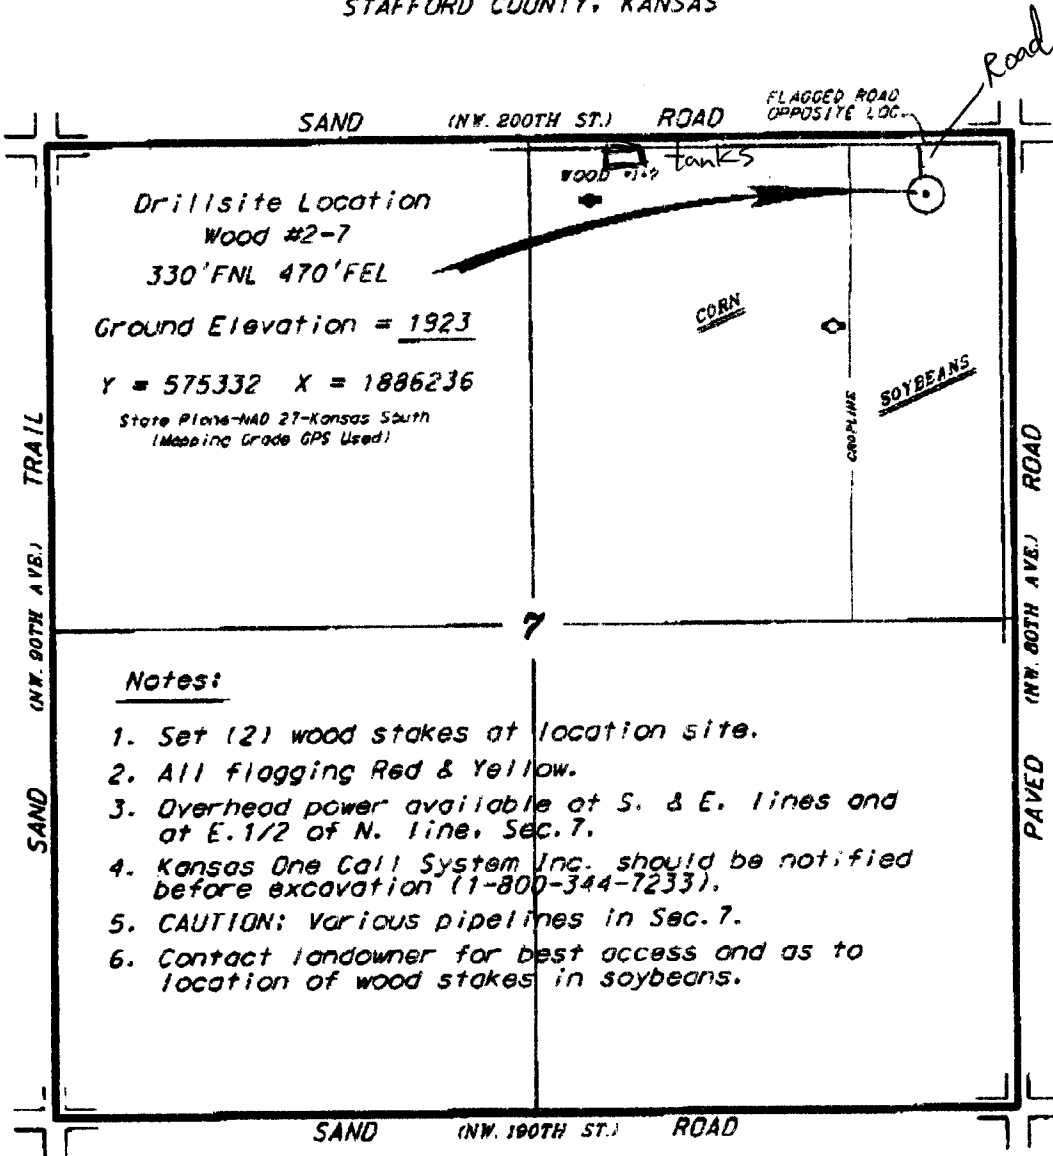 STAFFORD COUNTY, KANSAS
Road
FLAGGED ROAD
OPPOSITE LOC.
SAND (NW. 200TH ST.) ROAD
tanks
WOOD
Drillsite Location
Wood #2-7
330'FNL 470'FEL
Ground Elevation = 1923
Y = 575332 X = 1886236
State Plane-NAD 27-Kansas South
(Mapping Grade GPS Used)
CORN
SOYBEANS
CROPLINE
SAND (NW. 90TH AVE.) TRAIL
PAVED (NW. 80TH AVE.) ROAD
7
Notes:
1. Set (2) wood stakes at location site.
2. All flagging Red & Yellow.
3. Overhead power available at S. & E. lines and
at E.1/2 of N. line, Sec.7.
4. Kansas One Call System Inc. should be notified
before excavation (1-800-344-7233).
5. CAUTION: Various pipelines in Sec.7.
6. Contact landowner for best access and as to
location of wood stakes in soybeans.
SAND (NW. 190TH ST.) ROAD